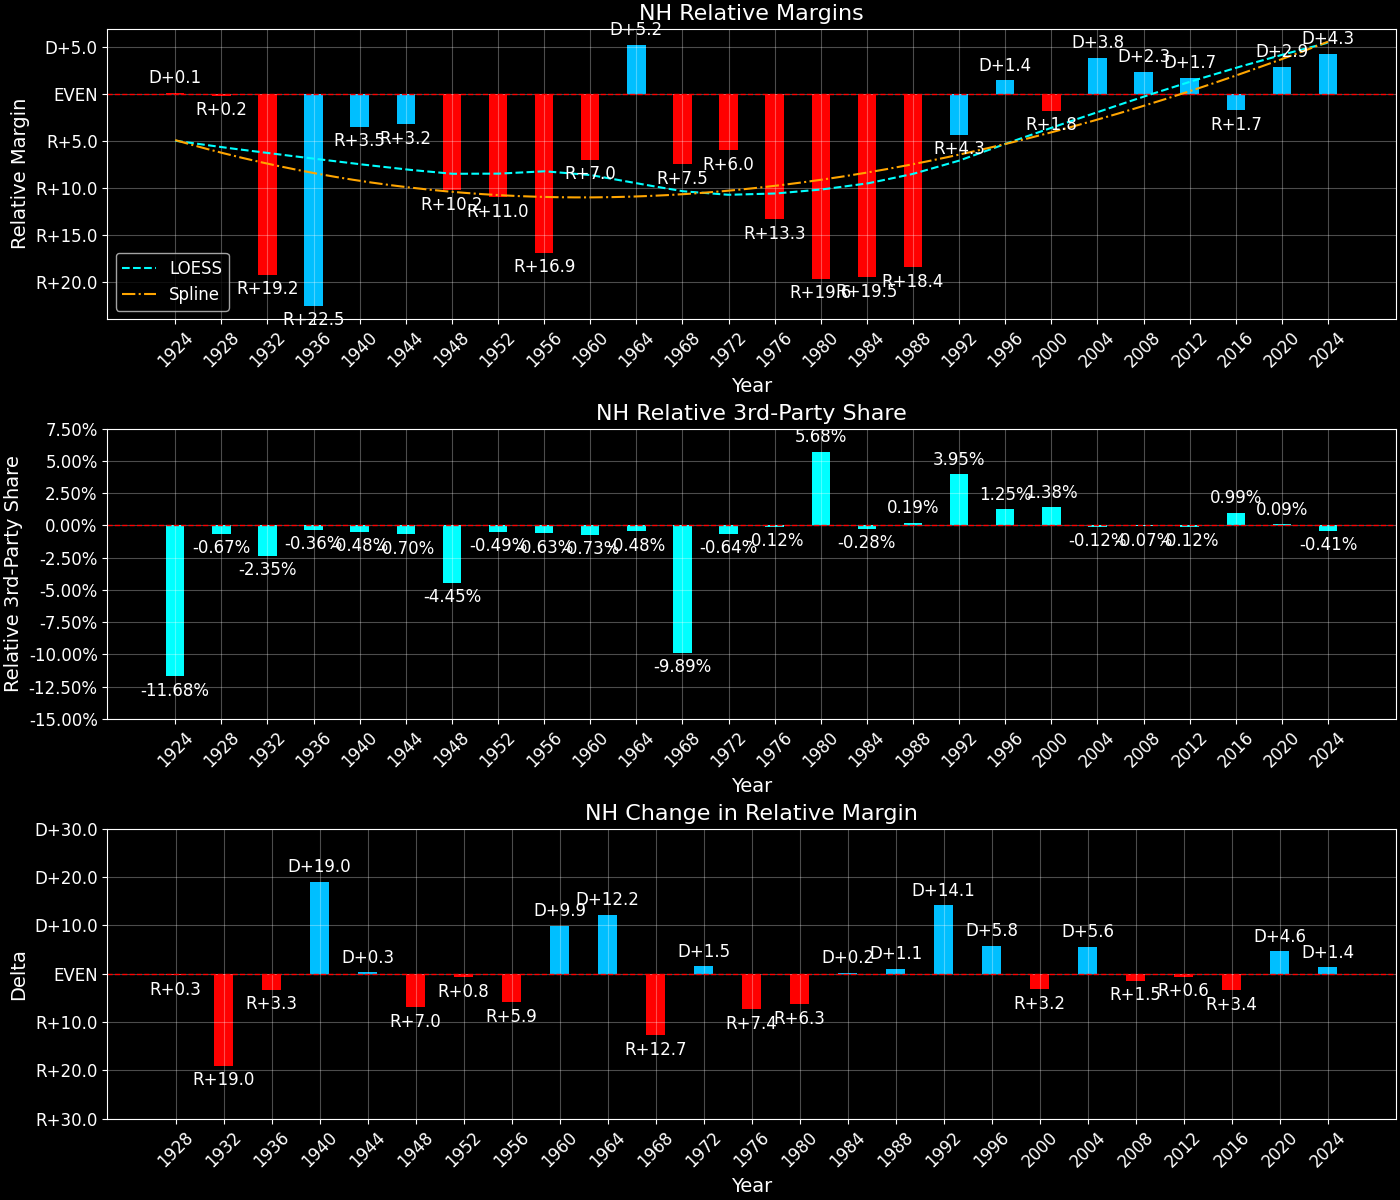 NH Relative Margins
Relative Margin
D+5.0
EVEN
R+5.0
R+10.0
R+15.0
R+20.0
D+0.1
R+0.2
R+19.2
R+22.5
R+3.5
R+3.2
R+10.2
R+11.0
R+16.9
R+7.0
D+5.2
R+7.5
R+6.0
R+13.3
R+19.6
R+19.5
R+18.4
R+4.3
D+1.4
R+1.8
D+3.8
D+2.3
D+1.7
R+1.7
D+2.9
D+4.3
LOESS
Spline
1924 1928 1932 1936 1940 1944 1948 1952 1956 1960 1964 1968 1972 1976 1980 1984 1988 1992 1996 2000 2004 2008 2012 2016 2020 2024
Year
NH Relative 3rd-Party Share
Relative 3rd-Party Share
7.50%
5.00%
2.50%
0.00%
-2.50%
-5.00%
-7.50%
-10.00%
-12.50%
-15.00%
-11.68%
-0.67%
-2.35%
-0.36%
-0.48%
-0.70%
-4.45%
-0.49%
-0.63%
-0.73%
-0.48%
-9.89%
-0.64%
-0.12%
5.68%
-0.28%
0.19%
3.95%
1.25%
1.38%
-0.12%
-0.07%
-0.12%
0.99%
0.09%
-0.41%
1924 1928 1932 1936 1940 1944 1948 1952 1956 1960 1964 1968 1972 1976 1980 1984 1988 1992 1996 2000 2004 2008 2012 2016 2020 2024
Year
NH Change in Relative Margin
Delta
D+30.0
D+20.0
D+10.0
EVEN
R+10.0
R+20.0
R+30.0
R+0.3
R+19.0
R+3.3
D+19.0
D+0.3
R+7.0
R+0.8
R+5.9
D+9.9
D+12.2
R+12.7
D+1.5
R+7.4
R+6.3
D+0.2
D+1.1
D+14.1
D+5.8
R+3.2
D+5.6
R+1.5
R+0.6
R+3.4
D+4.6
D+1.4
1928 1932 1936 1940 1944 1948 1952 1956 1960 1964 1968 1972 1976 1980 1984 1988 1992 1996 2000 2004 2008 2012 2016 2020 2024
Year